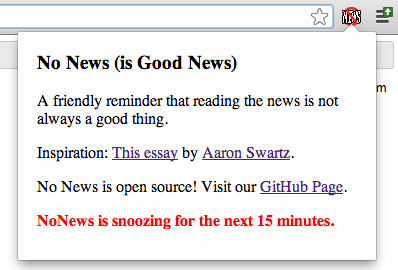 NEWS
No News (is Good News)
m
A friendly reminder that reading the news is not
always a good thing.
Inspiration: This essay by Aaron Swartz.
No News is open source! Visit our GitHub Page.
NoNews is snoozing for the next 15 minutes.